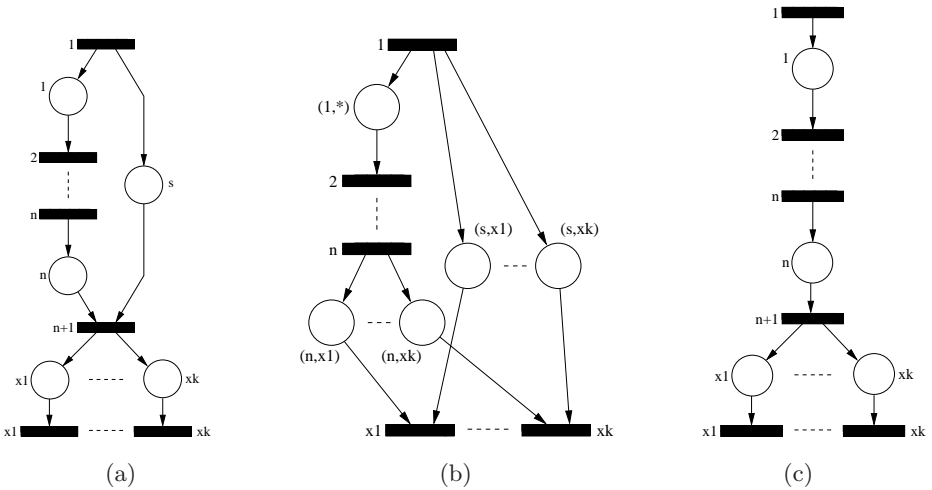 1
1
2
s
n
n
n+1
x1
xk
x1
xk
(a)
1
(1,*)
2
(s,x1)
(s,xk)
n
(n,x1)
(n,xk)
x1
xk
(b)
1
1
2
n
n
n+1
x1
xk
x1
xk
(c)